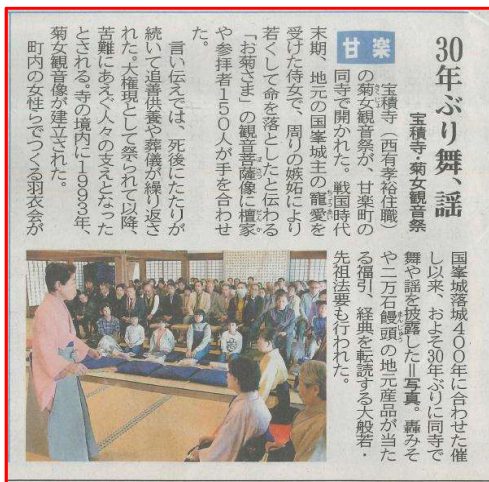 30年ぶり舞、謡
宝積寺・菊女観音祭
甘楽
宝積寺（西有孝裕住職）
の菊女観音祭が、甘楽町の
同寺で開かれた。戦国時代
末期、地元の国峯城主の寵愛を
受けた侍女で、周りの嫉妬により
若くして命を落としたと伝わる
「お菊さま」の観音菩薩像に檀家
や参拝者150人が手を合わせ
た。
言い伝えでは、死後にたたりが
続いて追善供養や葬儀が繰り返さ
れた。大権現として祭られて以降、
苦難にあえぐ人々の支えとなった
とされる。寺の境内に1993年、
菊女観音像が建立された。
町内の女性らでつくる羽衣会が
国峯城落城400年に合わせた催
し以来、およそ30年ぶりに同寺で
舞や謡を披露した＝写真。轟みそ
や二万石饅頭の地元産品が当た
る福引、経典を転読する大般若・
先祖法要も行われた。